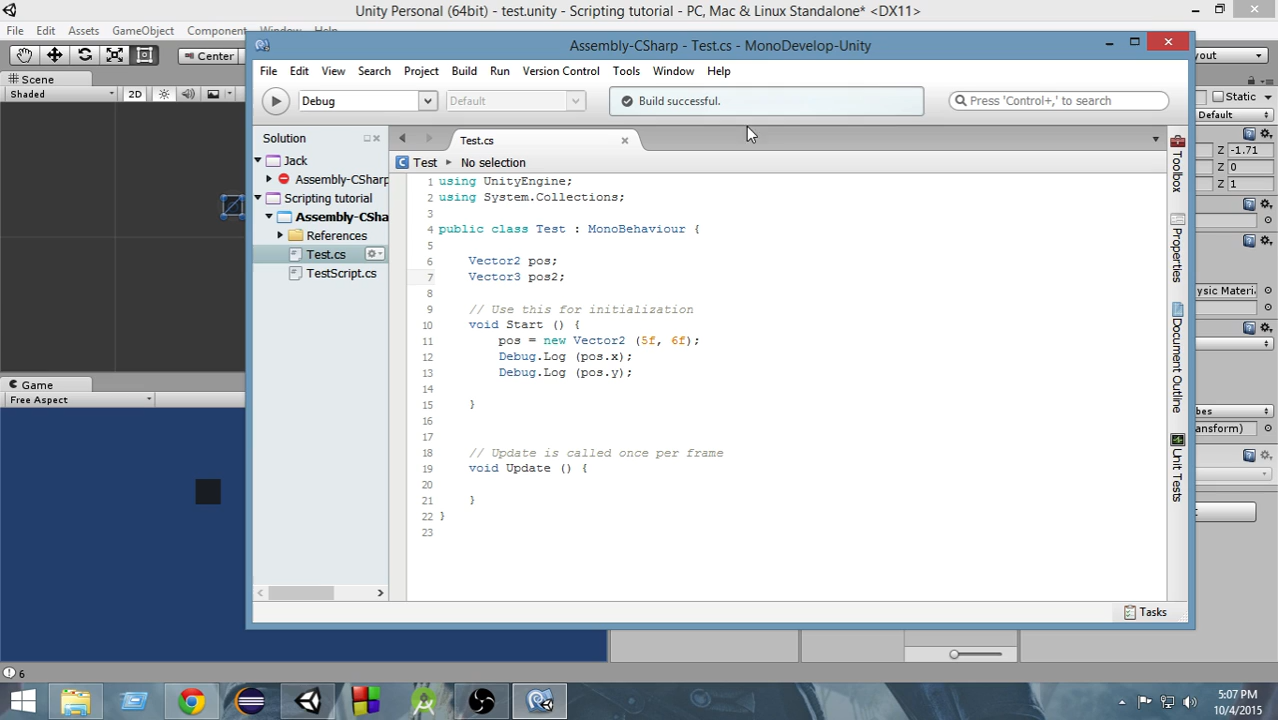 Unity Personal (64bit) - test.unity - Scripting tutorial - PC, Mac & Linux Standalone* <DX11>
File Edit Assets GameObject Component Window Help
Center
yout
Scene
Shaded
2D
Static
Default
Z -1.71
Z 0
Z 1
ysic Materi
bes
ansform)
t
Game
Free Aspect
Assembly-CSharp - Test.cs - MonoDevelop-Unity
File Edit View Search Project Build Run Version Control Tools Window Help
Debug
Default
Build successful.
Press 'Control+,' to search
Solution
Jack
Assembly-CSharp
Scripting tutorial
Assembly-CSha
References
Test.cs
TestScript.cs
Test.cs
Test
No selection
1 using UnityEngine;
2 using System.Collections;
3
4 public class Test : MonoBehaviour {
5
6 Vector2 pos;
7 Vector3 pos2;
8
9 // Use this for initialization
10 void Start () {
11 pos = new Vector2 (5f, 6f);
12 Debug.Log (pos.x);
13 Debug.Log (pos.y);
14
15 }
16
17
18 // Update is called once per frame
19 void Update () {
20
21 }
22 }
23
Toolbox
Properties
Document Outline
Unit Tests
Tasks
6
5:07 PM
10/4/2015